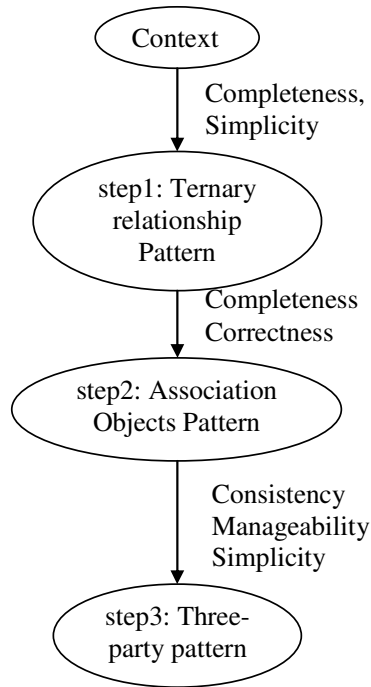 Context
Completeness,
Simplicity
step1: Ternary
relationship
Pattern
Completeness
Correctness
step2: Association
Objects Pattern
Consistency
Manageability
Simplicity
step3: Three-
party pattern